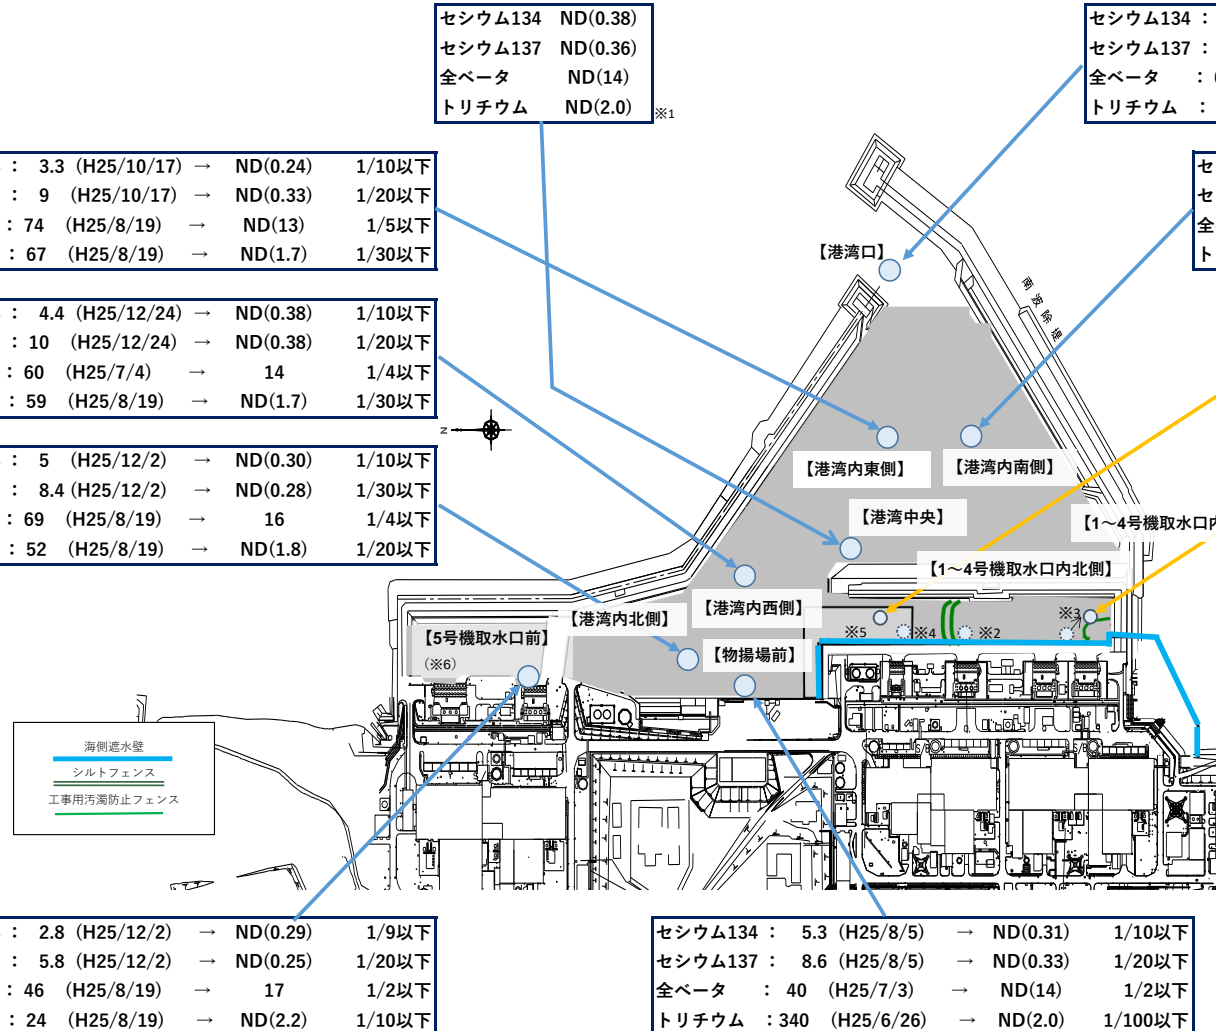 セシウム134 ND(0.38)
セシウム137 ND(0.36)
全ベータ ND(14)
トリチウム ND(2.0)
※1
セシウム134 :
セシウム137 :
全ベータ :
トリチウム :
: 3.3 (H25/10/17) → ND(0.24) 1/10以下
: 9 (H25/10/17) → ND(0.33) 1/20以下
: 74 (H25/8/19) → ND(13) 1/5以下
: 67 (H25/8/19) → ND(1.7) 1/30以下
セ
セ
全
ト
【港湾口】
南波除堤
: 4.4 (H25/12/24) → ND(0.38) 1/10以下
: 10 (H25/12/24) → ND(0.38) 1/20以下
: 60 (H25/7/4) → 14 1/4以下
: 59 (H25/8/19) → ND(1.7) 1/30以下
N
: 5 (H25/12/2) → ND(0.30) 1/10以下
: 8.4 (H25/12/2) → ND(0.28) 1/30以下
: 69 (H25/8/19) → 16 1/4以下
: 52 (H25/8/19) → ND(1.8) 1/20以下
【港湾内東側】
【港湾内南側】
【港湾中央】
【1～4号機取水口内
【1～4号機取水口内北側】
【港湾内西側】
【港湾内北側】
【5号機取水口前】
(※6)
【物揚場前】
※5
※4
※2
※3
海側遮水壁
シルトフェンス
工事用汚濁防止フェンス
: 2.8 (H25/12/2) → ND(0.29) 1/9以下
: 5.8 (H25/12/2) → ND(0.25) 1/20以下
: 46 (H25/8/19) → 17 1/2以下
: 24 (H25/8/19) → ND(2.2) 1/10以下
セシウム134 : 5.3 (H25/8/5) → ND(0.31) 1/10以下
セシウム137 : 8.6 (H25/8/5) → ND(0.33) 1/20以下
全ベータ : 40 (H25/7/3) → ND(14) 1/2以下
トリチウム : 340 (H25/6/26) → ND(2.0) 1/100以下